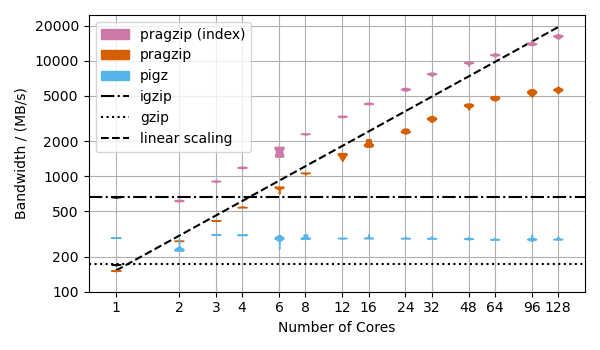 20000
10000
5000
2000
1000
500
200
100
Bandwidth / (MB/s)
pragzip (index)
pragzip
pigz
igzip
gzip
linear scaling
1 2 3 4 6 8 12 16 24 32 48 64 96 128
Number of Cores